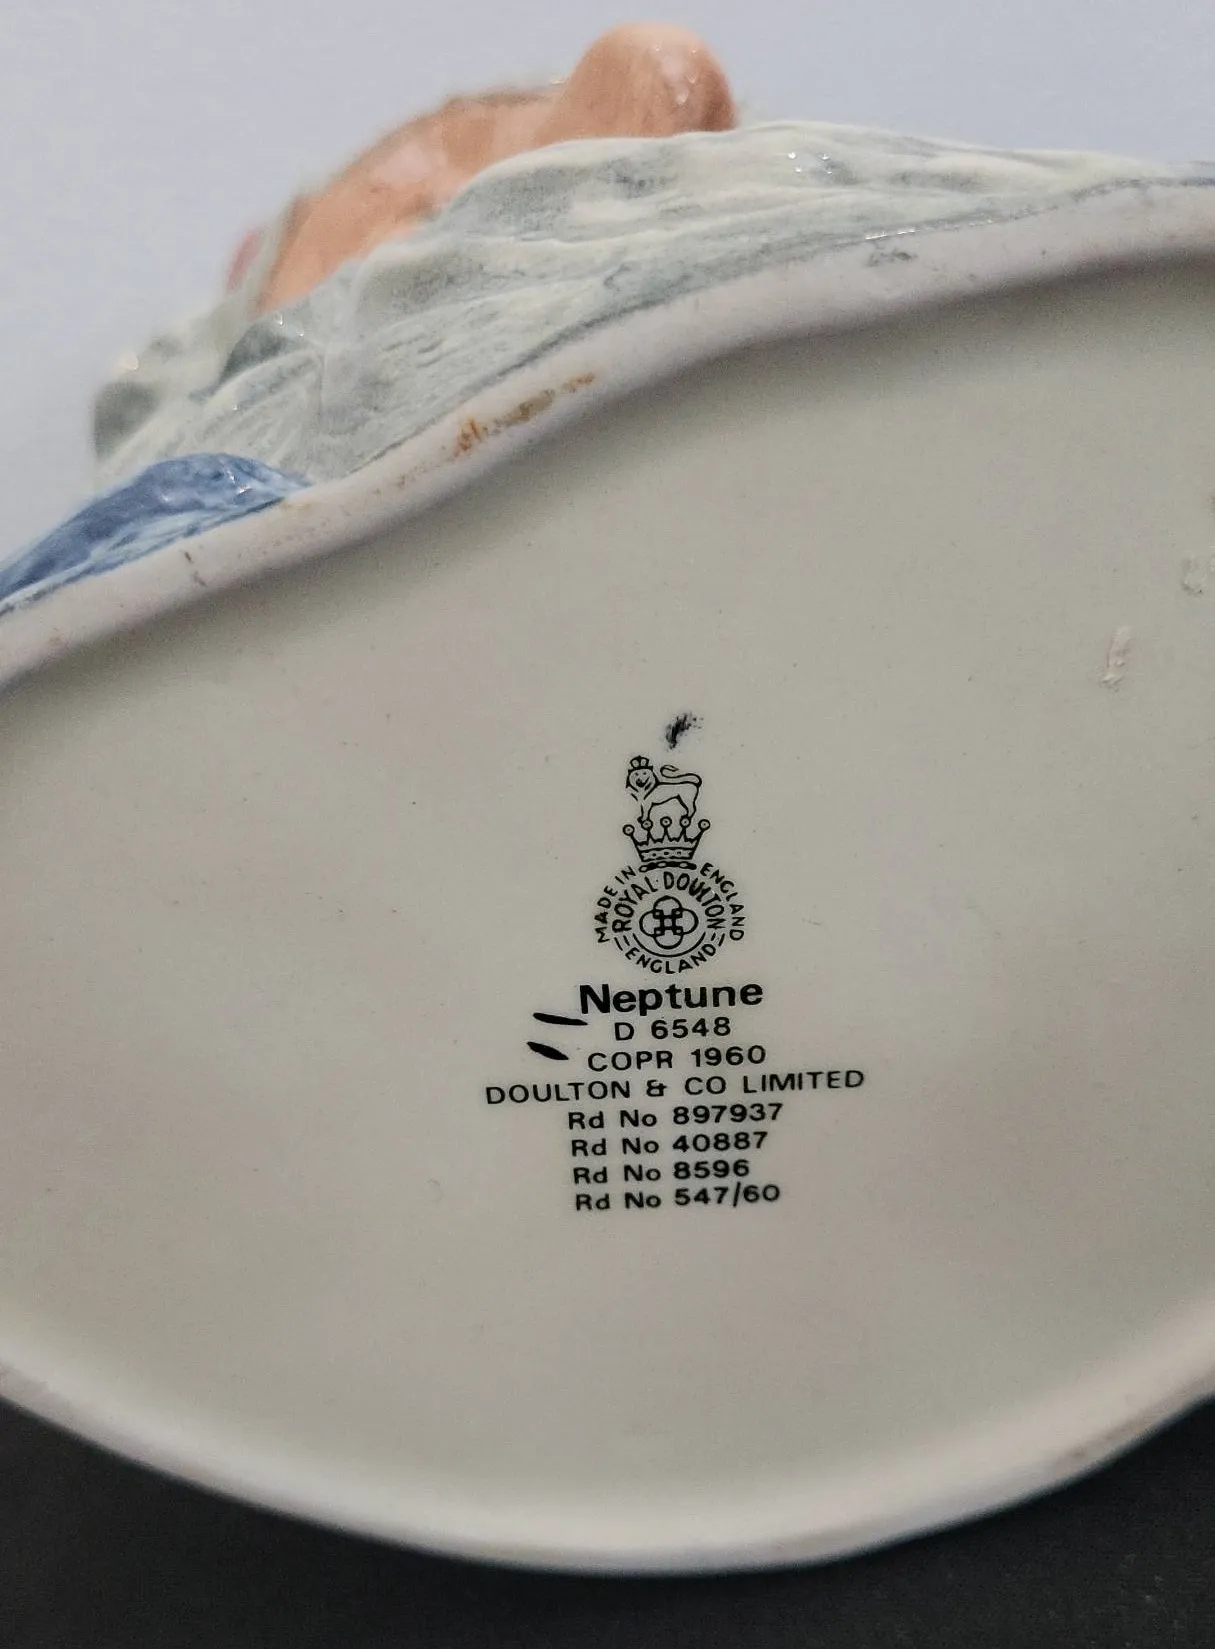 MADE IN ENGLAND
ROYAL·DOULTON
ENGLAND
Neptune
D 6548
COPR 1960
DOULTON & CO LIMITED
Rd No 897937
Rd No 40887
Rd No 8596
Rd No 547/60